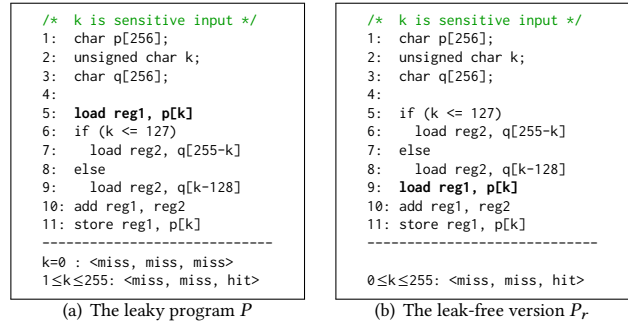 /* k is sensitive input */
1: char p[256];
2: unsigned char k;
3: char q[256];
4:
5: load reg1, p[k]
6: if (k <= 127)
7: load reg2, q[255-k]
8: else
9: load reg2, q[k-128]
10: add reg1, reg2
11: store reg1, p[k]
------------------------------
k=0 : <miss, miss, miss>
1≤k≤255: <miss, miss, hit>
(a) The leaky program P
/* k is sensitive input */
1: char p[256];
2: unsigned char k;
3: char q[256];
4:
5: if (k <= 127)
6: load reg2, q[255-k]
7: else
8: load reg2, q[k-128]
9: load reg1, p[k]
10: add reg1, reg2
11: store reg1, p[k]
------------------------------
0≤k≤255: <miss, miss, hit>
(b) The leak-free version Pr